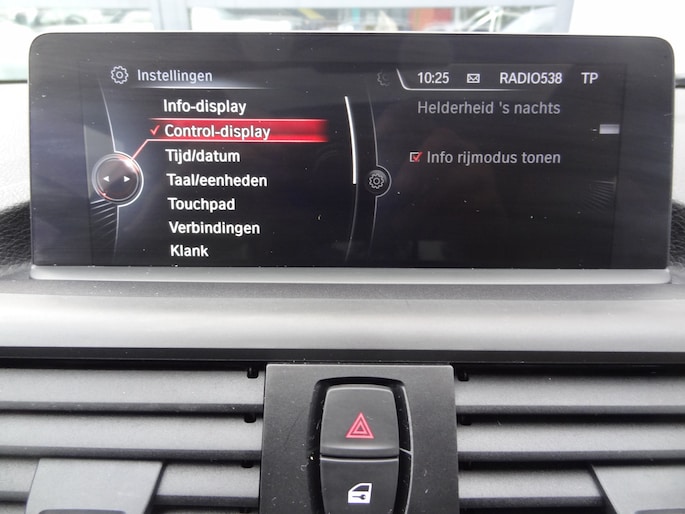 Instellingen
10:25 RADIO538 TP
Info-display
Control-display
Tijd/datum
Taal/eenheden
Touchpad
Verbindingen
Klank
Helderheid 's nachts
Info rijmodus tonen